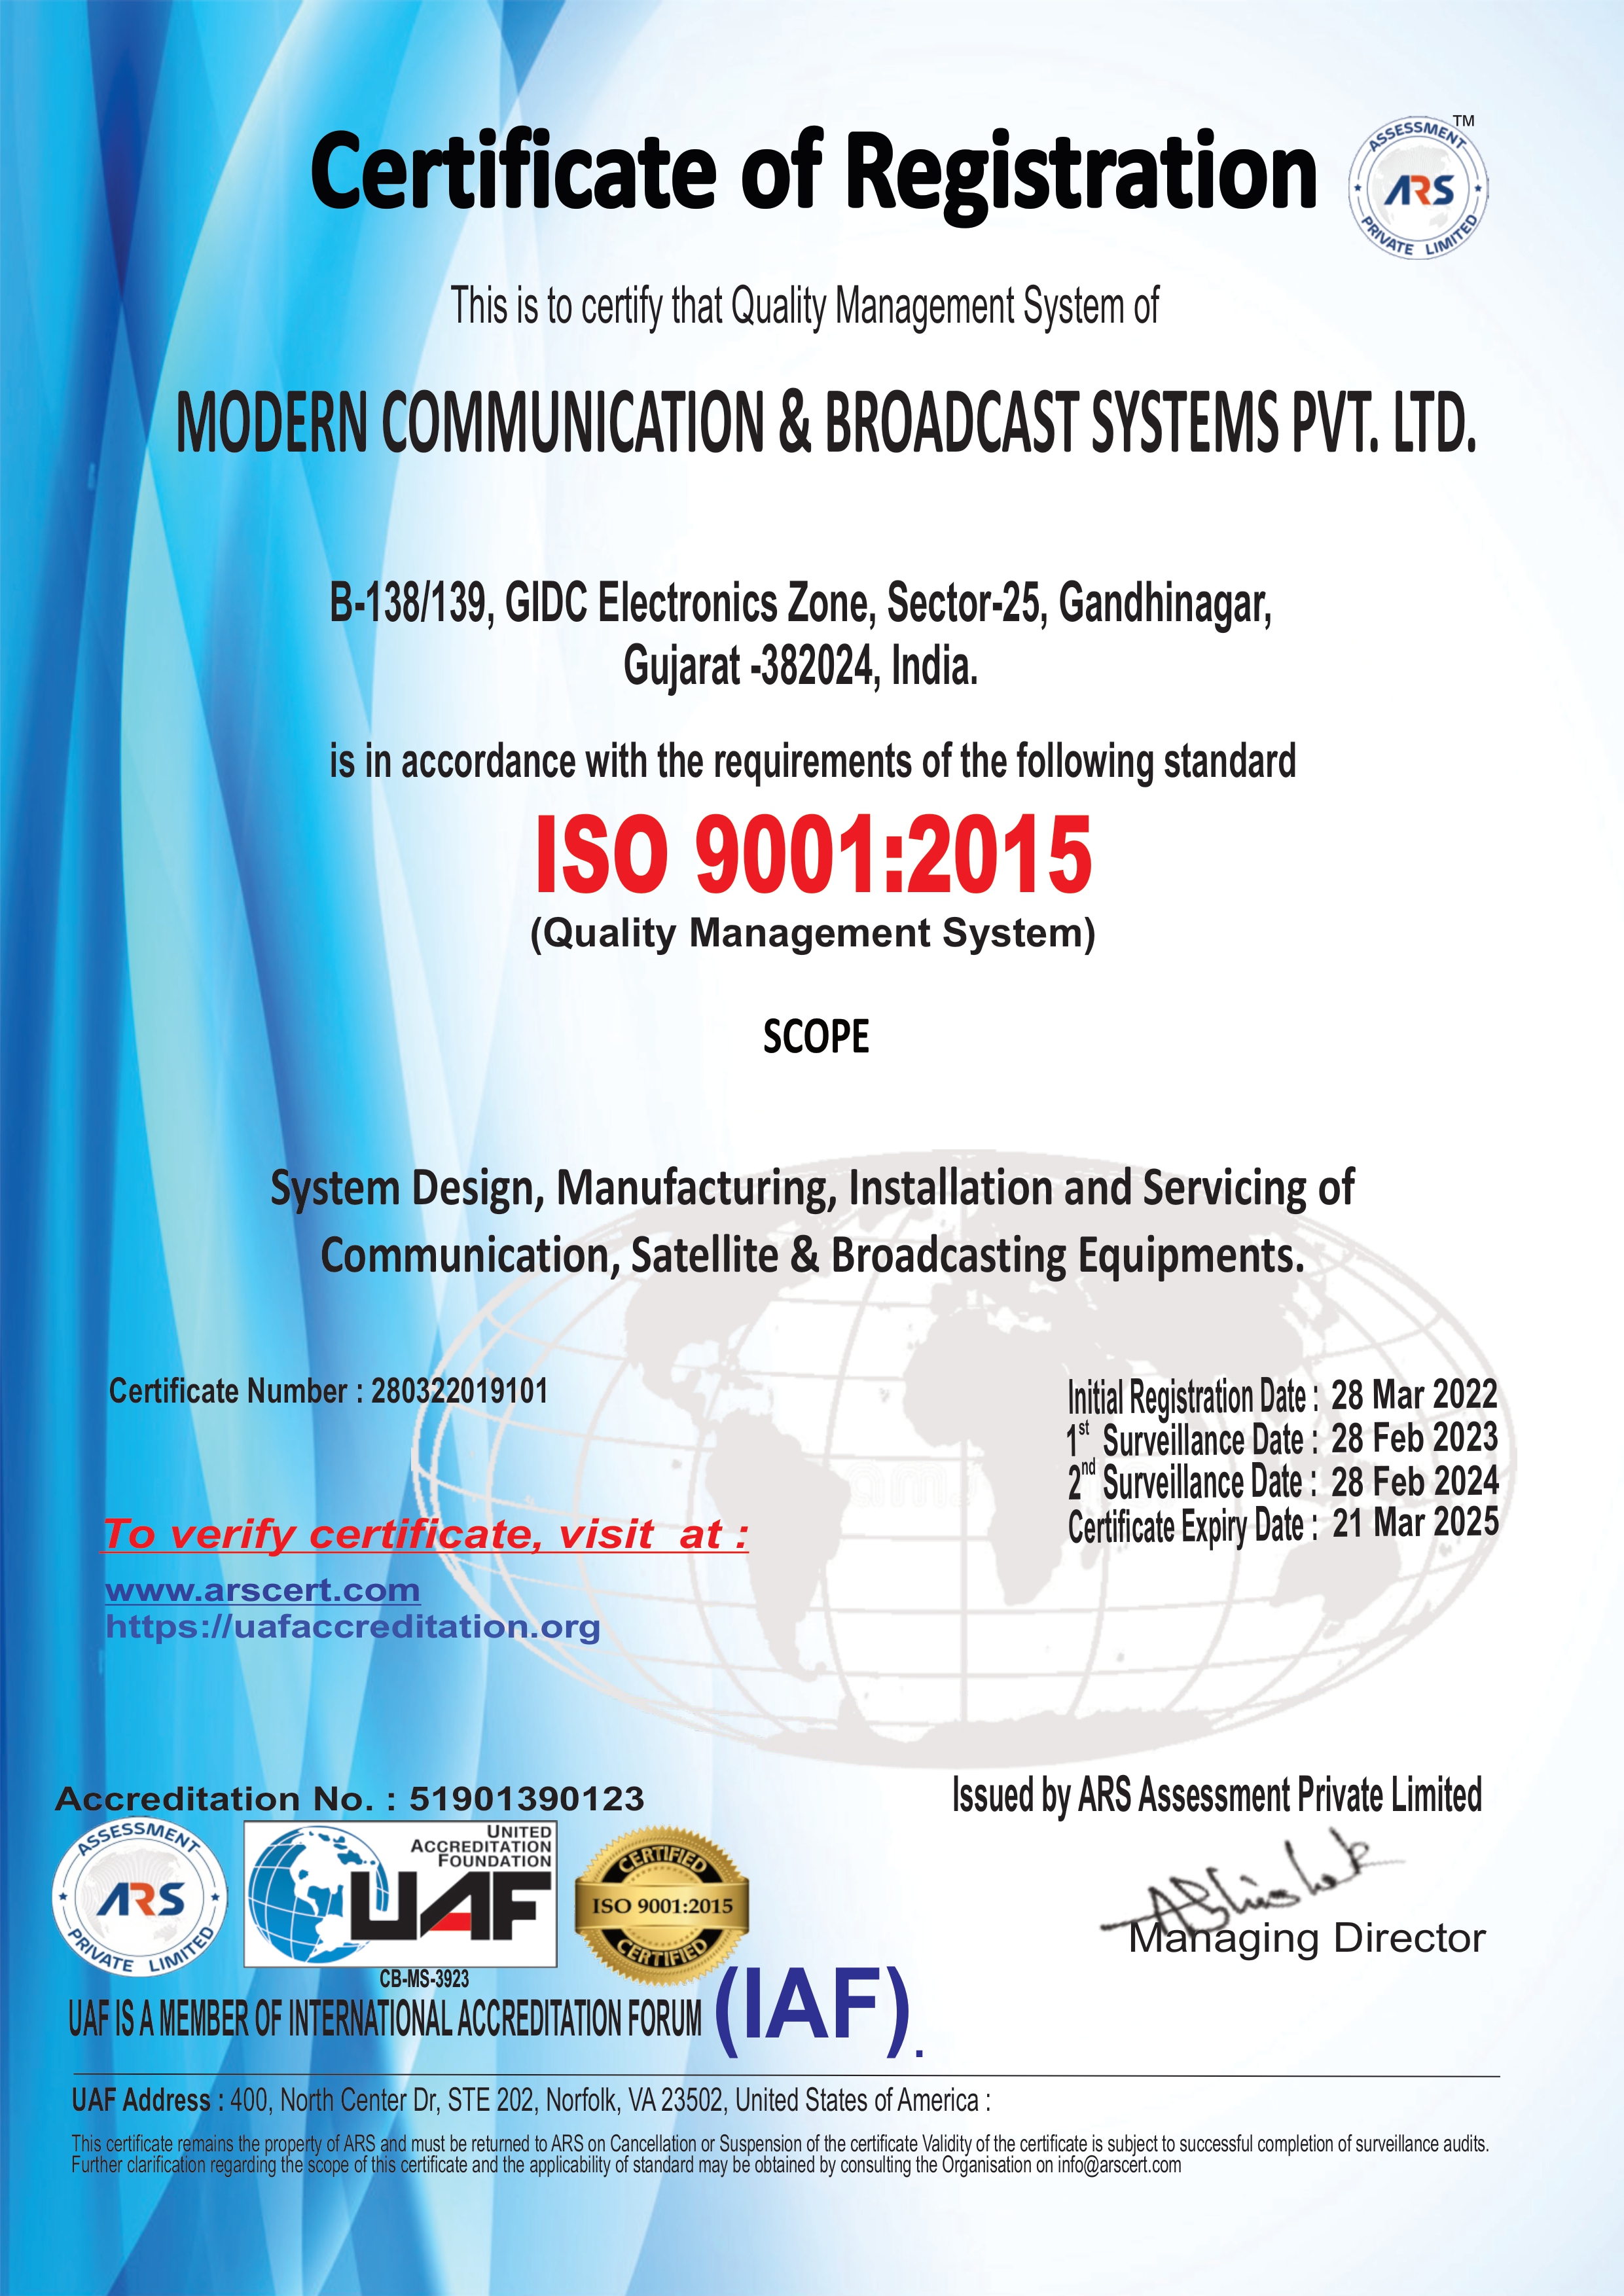 Certificate of Registration
TM
ASSESSMENT
ARS
PRIVATE LIMITED
This is to certify that Quality Management System of
MODERN COMMUNICATION & BROADCAST SYSTEMS PVT. LTD.
B-138/139, GIDC Electronics Zone, Sector-25, Gandhinagar,
Gujarat -382024, India.
is in accordance with the requirements of the following standard
ISO 9001:2015
(Quality Management System)
SCOPE
System Design, Manufacturing, Installation and Servicing of
Communication, Satellite & Broadcasting Equipments.
Certificate Number : 280322019101
Initial Registration Date : 28 Mar 2022
1st Surveillance Date : 28 Feb 2023
2nd Surveillance Date : 28 Feb 2024
Certificate Expiry Date : 21 Mar 2025
To verify certificate, visit at :
www.arscert.com
https://uafaccreditation.org
Accreditation No. : 51901390123
ASSESSMENT
ARS
PRIVATE LIMITED
UNITED
ACCREDITATION
FOUNDATION
UAF
CB-MS-3923
CERTIFIED
ISO 9001:2015
CERTIFIED
Issued by ARS Assessment Private Limited
Abhishek
Managing Director
UAF IS A MEMBER OF INTERNATIONAL ACCREDITATION FORUM (IAF).
UAF Address : 400, North Center Dr, STE 202, Norfolk, VA 23502, United States of America :
This certificate remains the property of ARS and must be returned to ARS on Cancellation or Suspension of the certificate Validity of the certificate is subject to successful completion of surveillance audits.
Further clarification regarding the scope of this certificate and the applicability of standard may be obtained by consulting the Organisation on info@arscert.com